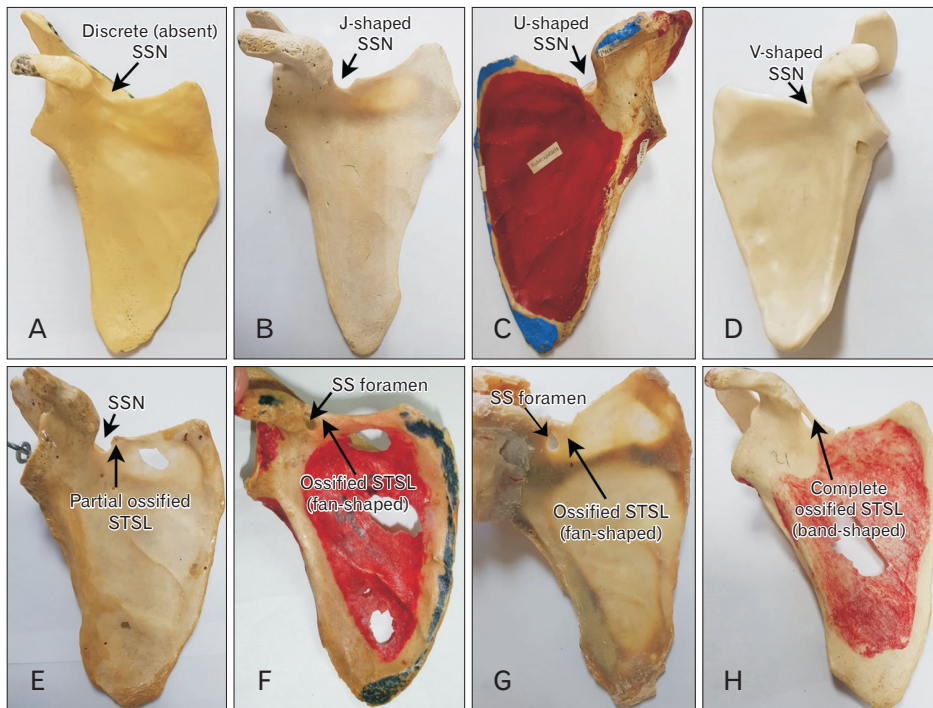 Discrete (absent)
SSN
A
J-shaped
SSN
B
U-shaped
SSN
Subscapularis
C
V-shaped
SSN
D
SSN
Partial ossified
STSL
E
SS foramen
Ossified STSL
(fan-shaped)
F
SS foramen
Ossified STSL
(fan-shaped)
G
Complete
ossified STSL
(band-shaped)
H